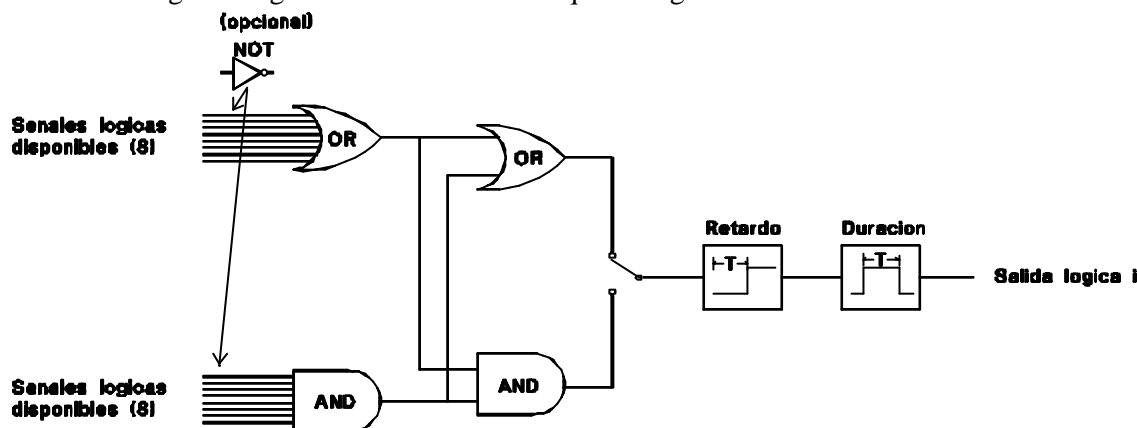 (opcional)
NOT
Senales logicas
disponibles (8)
OR
OR
Retardo
T
Duracion
T
Salida logica i
Senales logicas
disponibles (8)
AND
AND